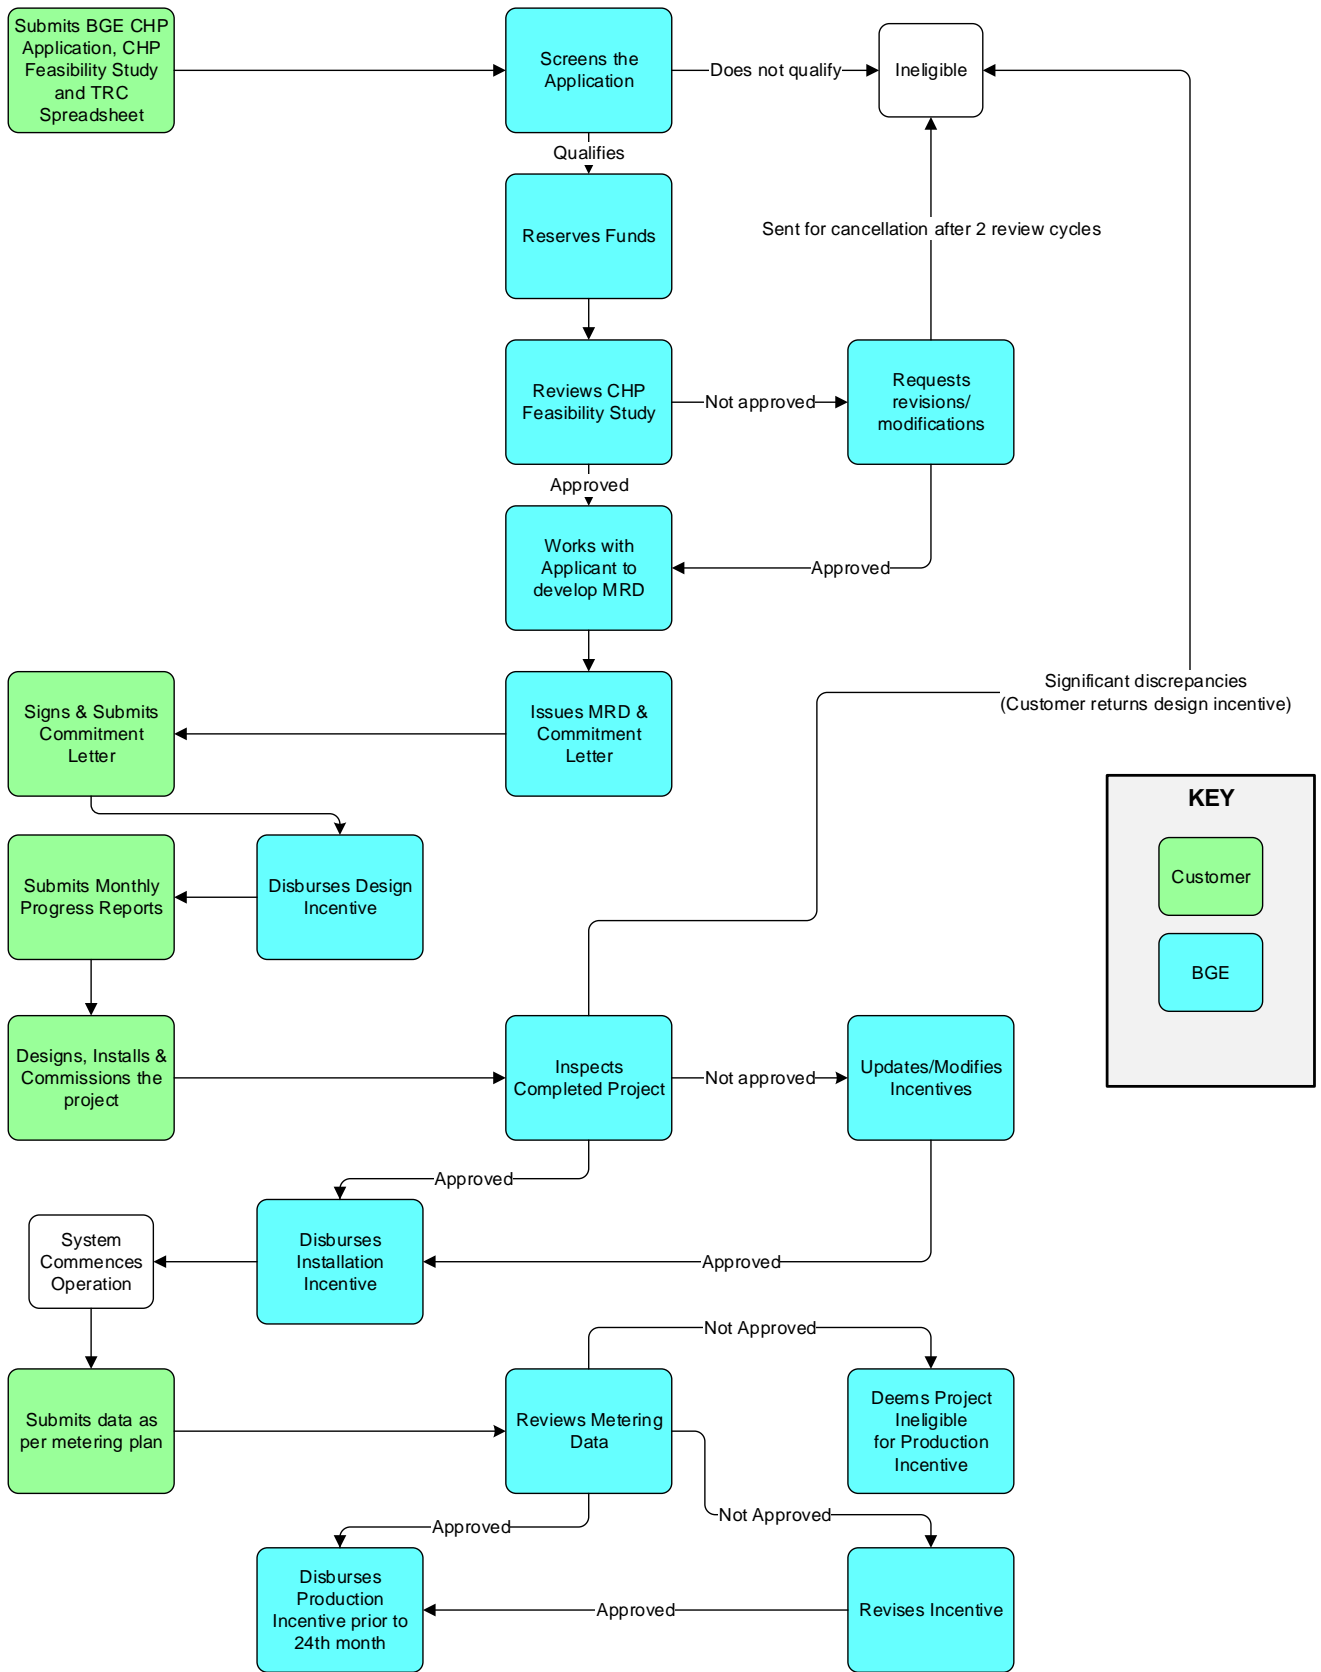 Submits BGE CHP
Application, CHP
Feasibility Study
and TRC
Spreadsheet
Screens the
Application
Does not qualify
Ineligible
Qualifies
Reserves Funds
Sent for cancellation after 2 review cycles
Reviews CHP
Feasibility Study
Not approved
Requests
revisions/
modifications
Approved
Works with
Applicant to
develop MRD
Approved
Significant discrepancies
(Customer returns design incentive)
Signs & Submits
Commitment
Letter
Issues MRD &
Commitment
Letter
KEY
Customer
BGE
Submits Monthly
Progress Reports
Disburses Design
Incentive
Designs, Installs &
Commissions the
project
Inspects
Completed Project
Not approved
Updates/Modifies
Incentives
Approved
System
Commences
Operation
Disburses
Installation
Incentive
Approved
Not Approved
Submits data as
per metering plan
Reviews Metering
Data
Deems Project
Ineligible
for Production
Incentive
Not Approved
Approved
Disburses
Production
Incentive prior to
24th month
Approved
Revises Incentive